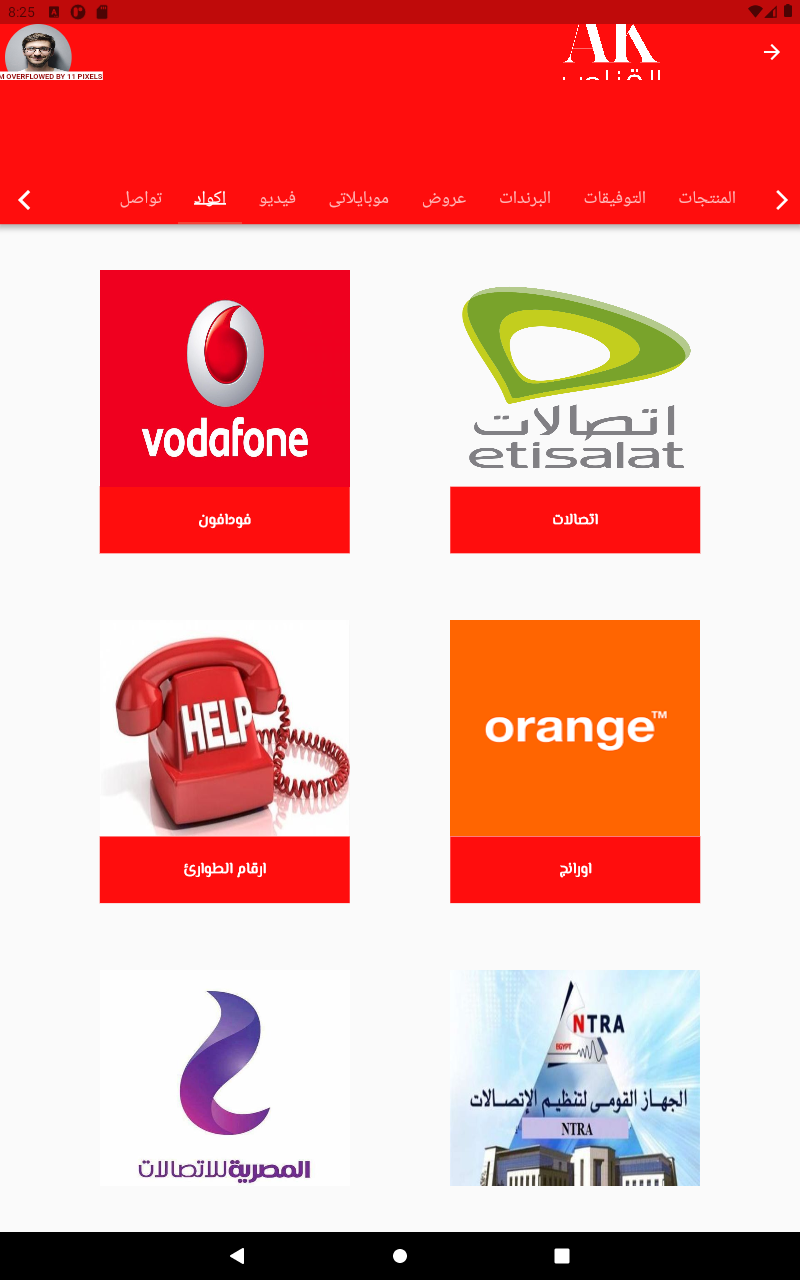 8:25
M OVERFLOWED BY 11 PIXELS
AK
المنتجات
التوفيقات
البرندات
عروض
موبايلاتى
فيديو
اكواد
تواصل
vodafone
فودافون
اتصالات
etisalat
اتصالات
HELP
ارقام الطوارئ
orange™
اورانج
المصرية للاتصالات
NTRA
EGYPT
الجهاز القومى لتنظيم الإتصالات
NTRA